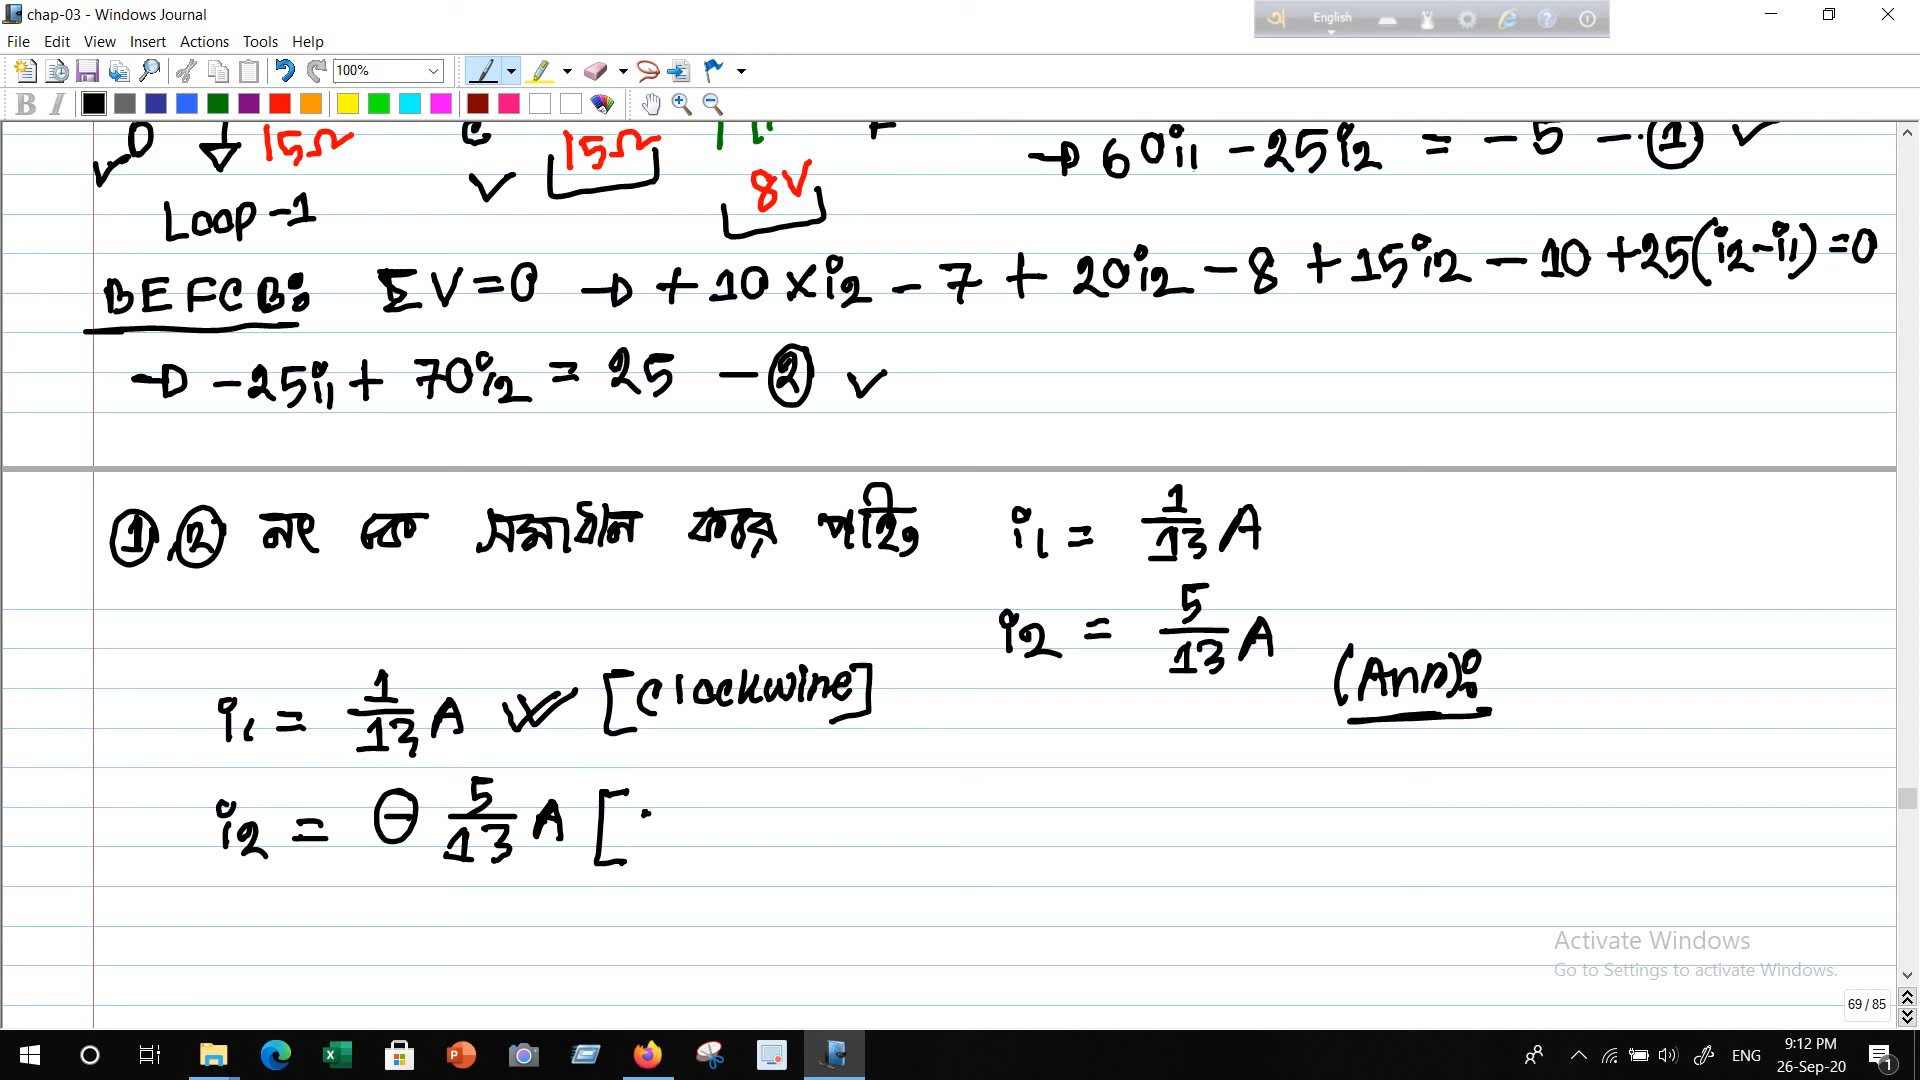 chap-03 - Windows Journal
English
File Edit View Insert Actions Tools Help
100%
B I
D 15Ω C 15Ω
8V
→ 60i1 - 25i2 = -5 - ①
Loop-1
BEFCB: ΣV=0 → +10×i2 - 7 + 20i2 - 8 + 15i2 - 10 + 25(i2-i1)=0
→ -25i1 + 70i2 = 25 - ②
①, ② নং কে সমাধান করে পাই, i1 = 1/13 A
i2 = 5/13 A
(Ans):
i1 = 1/13 A [Clockwise]
i2 = ⊖ 5/13 A [
Activate Windows
Go to Settings to activate Windows.
69 / 85
ENG
9:12 PM
26-Sep-20
1